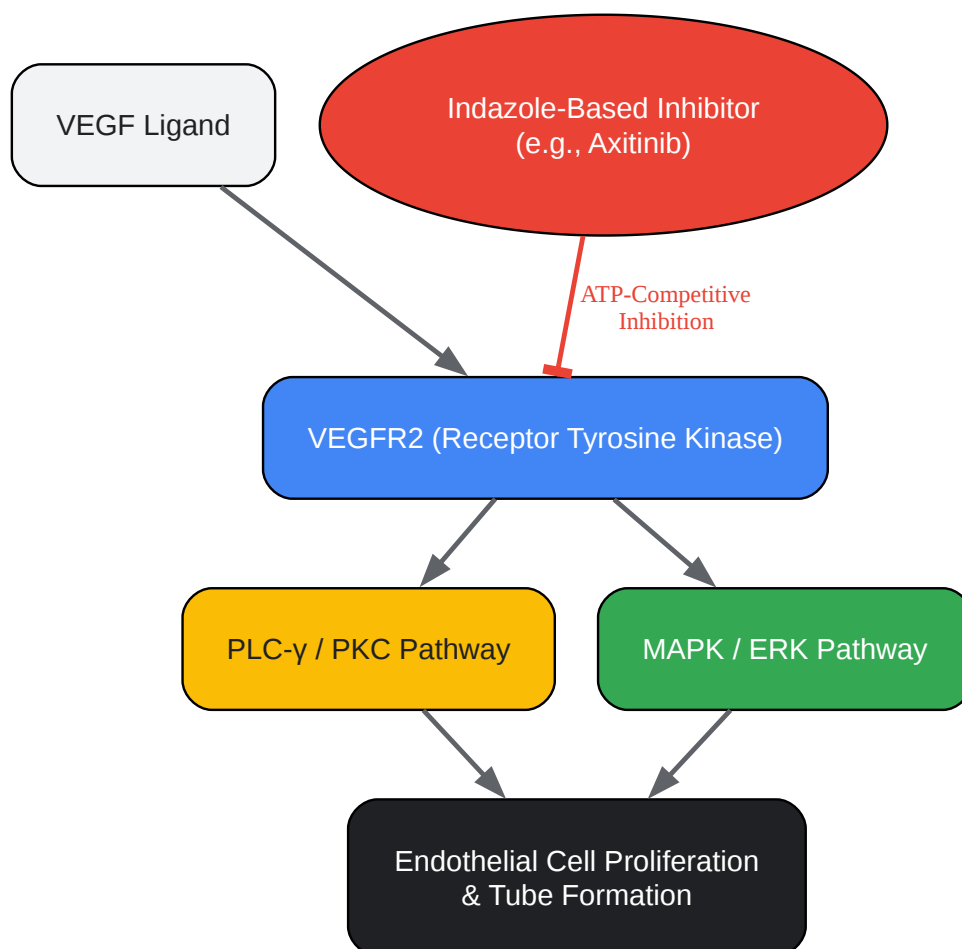 VEGF Ligand
Indazole-Based Inhibitor
(e.g., Axitinib)
ATP-Competitive
Inhibition
VEGFR2 (Receptor Tyrosine Kinase)
PLC-γ / PKC Pathway
MAPK / ERK Pathway
Endothelial Cell Proliferation
& Tube Formation